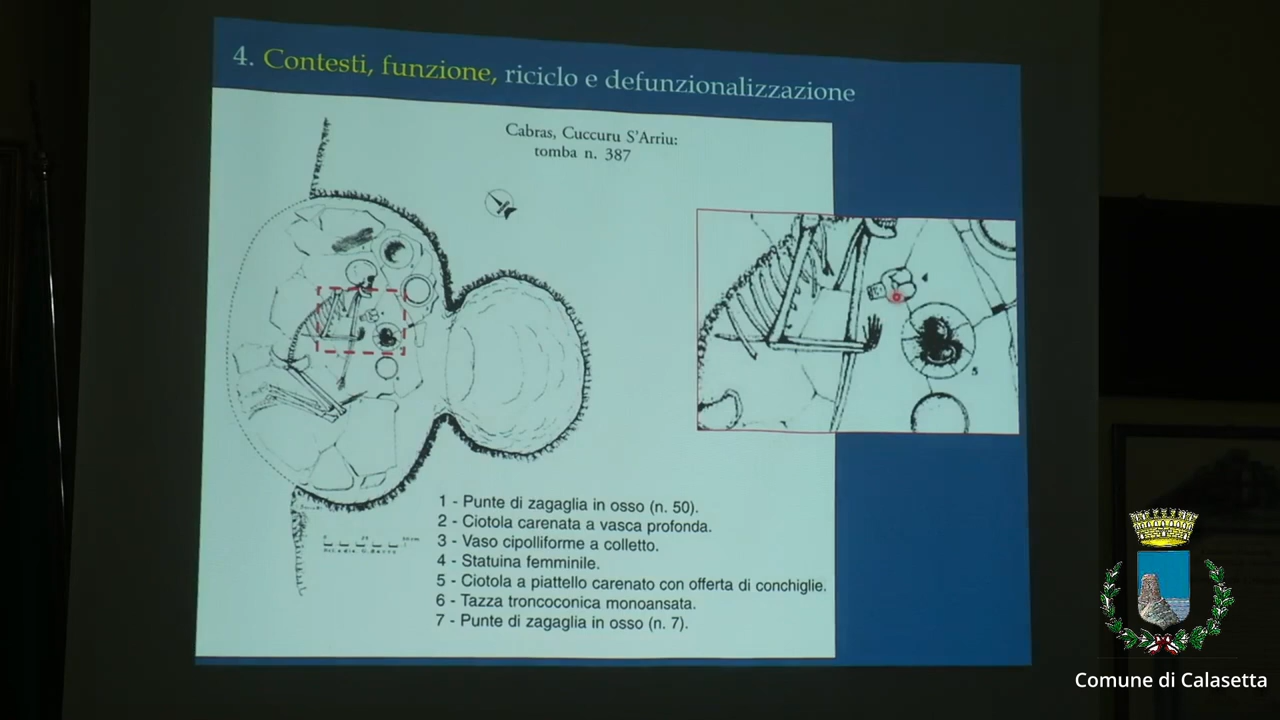 4. Contesti, funzione, riciclo e defunzionalizzazione
Cabras, Cuccuru S'Arriu:
tomba n. 387
4
5
1 - Punte di zagaglia in osso (n. 50).
2 - Ciotola carenata a vasca profonda.
3 - Vaso cipolliforme a colletto.
4 - Statuina femminile.
5 - Ciotola a piattello carenato con offerta di conchiglie.
6 - Tazza troncoconica monoansata.
7 - Punte di zagaglia in osso (n. 7).
Comune di Calasetta